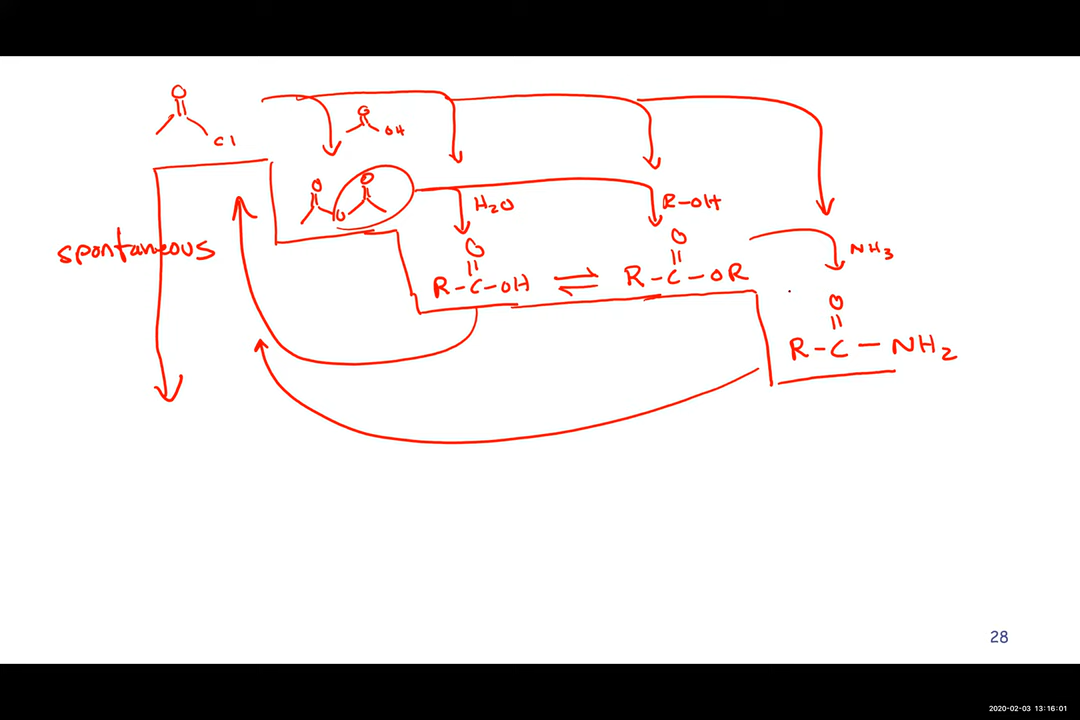 O
||
Cl
O
||
OH
O
||
O
O
||
H2O
R-OH
NH3
spontaneous
O
||
R-C-OH ⇌
O
||
R-C-OR
O
||
R-C-NH2
28
2020-02-03 13:16:01